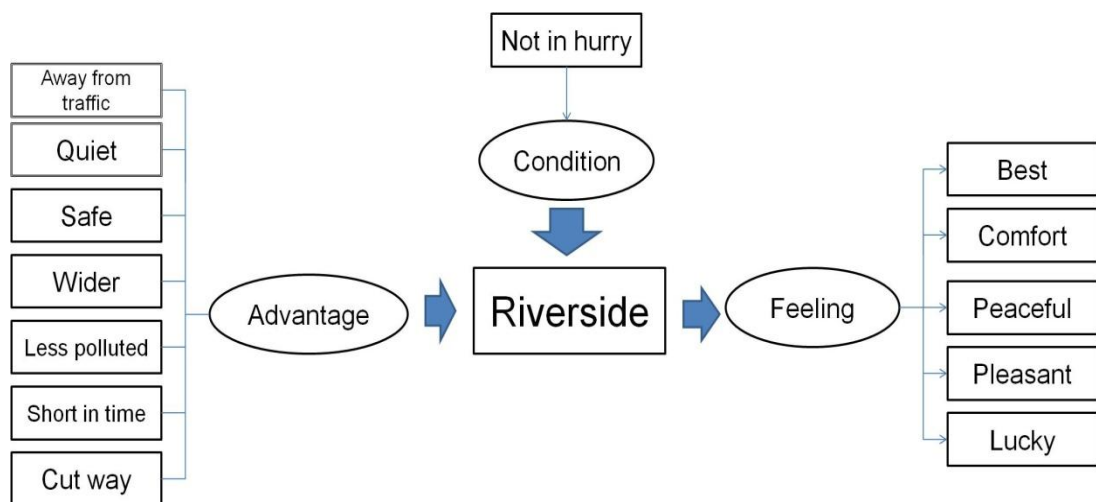 Not in hurry
Condition
Away from
traffic
Quiet
Safe
Wider
Less polluted
Short in time
Cut way
Advantage
Riverside
Feeling
Best
Comfort
Peaceful
Pleasant
Lucky